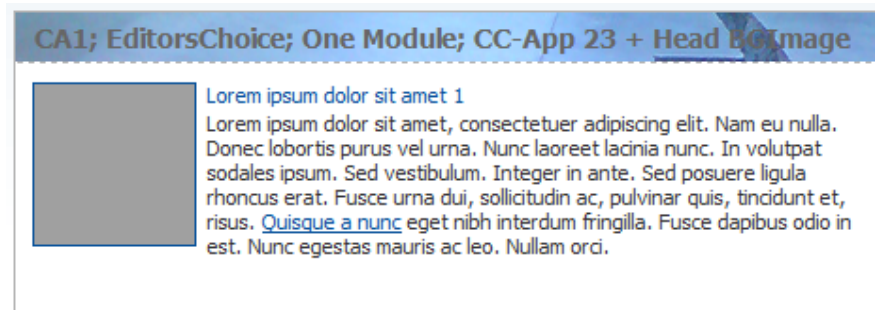 CA1; EditorsChoice; One Module; CC-App 23 + Head BGImage
Lorem ipsum dolor sit amet 1
Lorem ipsum dolor sit amet, consectetuer adipiscing elit. Nam eu nulla.
Donec lobortis purus vel urna. Nunc laoreet lacinia nunc. In volutpat
sodales ipsum. Sed vestibulum. Integer in ante. Sed posuere ligula
rhoncus erat. Fusce urna dui, sollicitudin ac, pulvinar quis, tincidunt et,
risus. Quisque a nunc eget nibh interdum fringilla. Fusce dapibus odio in
est. Nunc egestas mauris ac leo. Nullam orci.